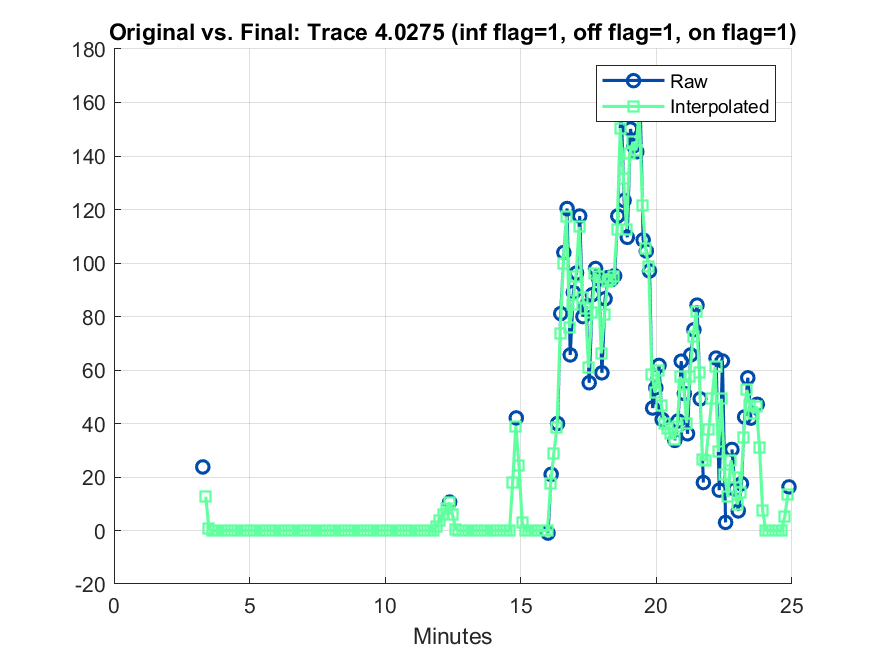 Original vs. Final: Trace 4.0275 (inf flag=1, off flag=1, on flag=1)
180
160
140
120
100
80
60
40
20
0
-20
Raw
Interpolated
0 5 10 15 20 25
Minutes